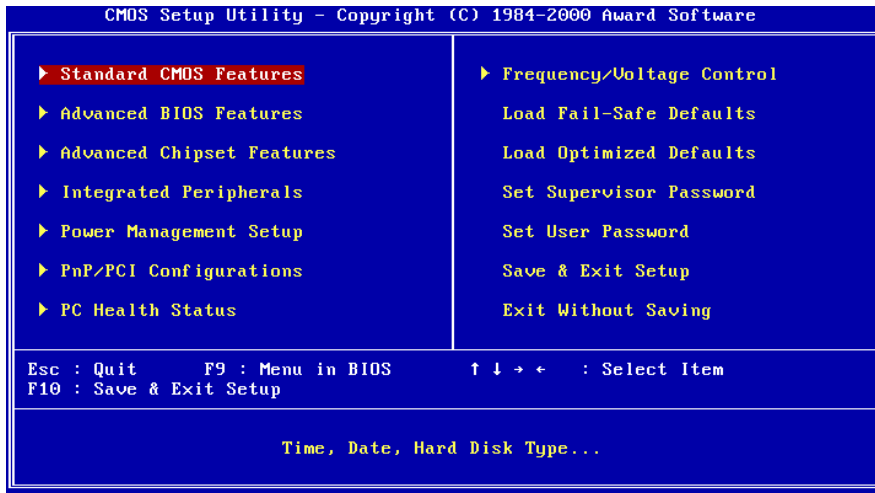 CMOS Setup Utility - Copyright (C) 1984-2000 Award Software
▶ Standard CMOS Features
▶ Advanced BIOS Features
▶ Advanced Chipset Features
▶ Integrated Peripherals
▶ Power Management Setup
▶ PnP/PCI Configurations
▶ PC Health Status
▶ Frequency/Voltage Control
Load Fail-Safe Defaults
Load Optimized Defaults
Set Supervisor Password
Set User Password
Save & Exit Setup
Exit Without Saving
Esc : Quit F9 : Menu in BIOS ↑ ↓ → ← : Select Item
F10 : Save & Exit Setup
Time, Date, Hard Disk Type...